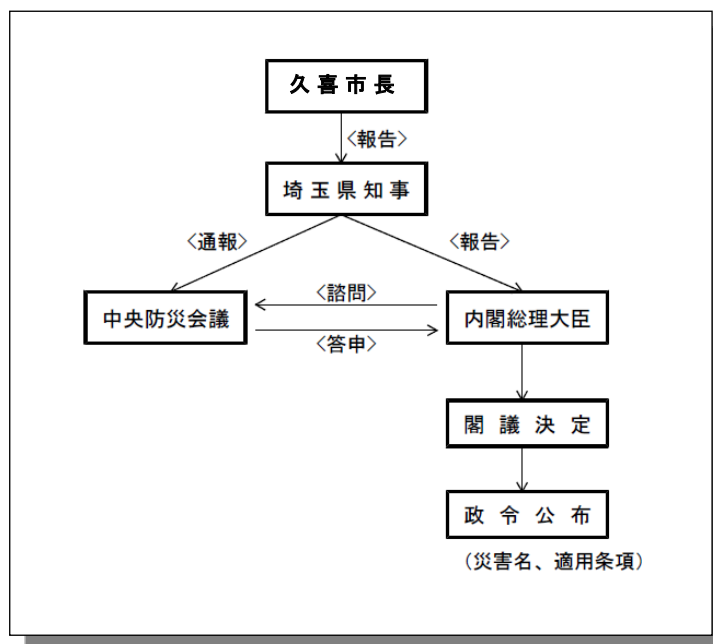 久喜市長
〈報告〉
埼玉県知事
〈通報〉
〈報告〉
中央防災会議
〈諮問〉
〈答申〉
内閣総理大臣
閣議決定
政令公布
(災害名、適用条項)